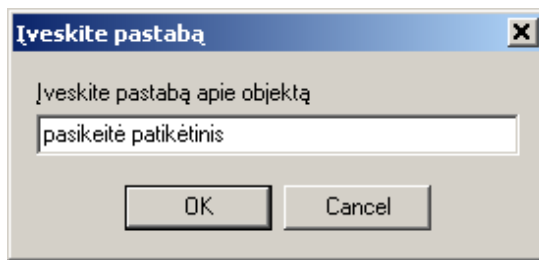 Įveskite pastabą
Įveskite pastabą apie objektą
pasikeitė patikėtinis
OK
Cancel